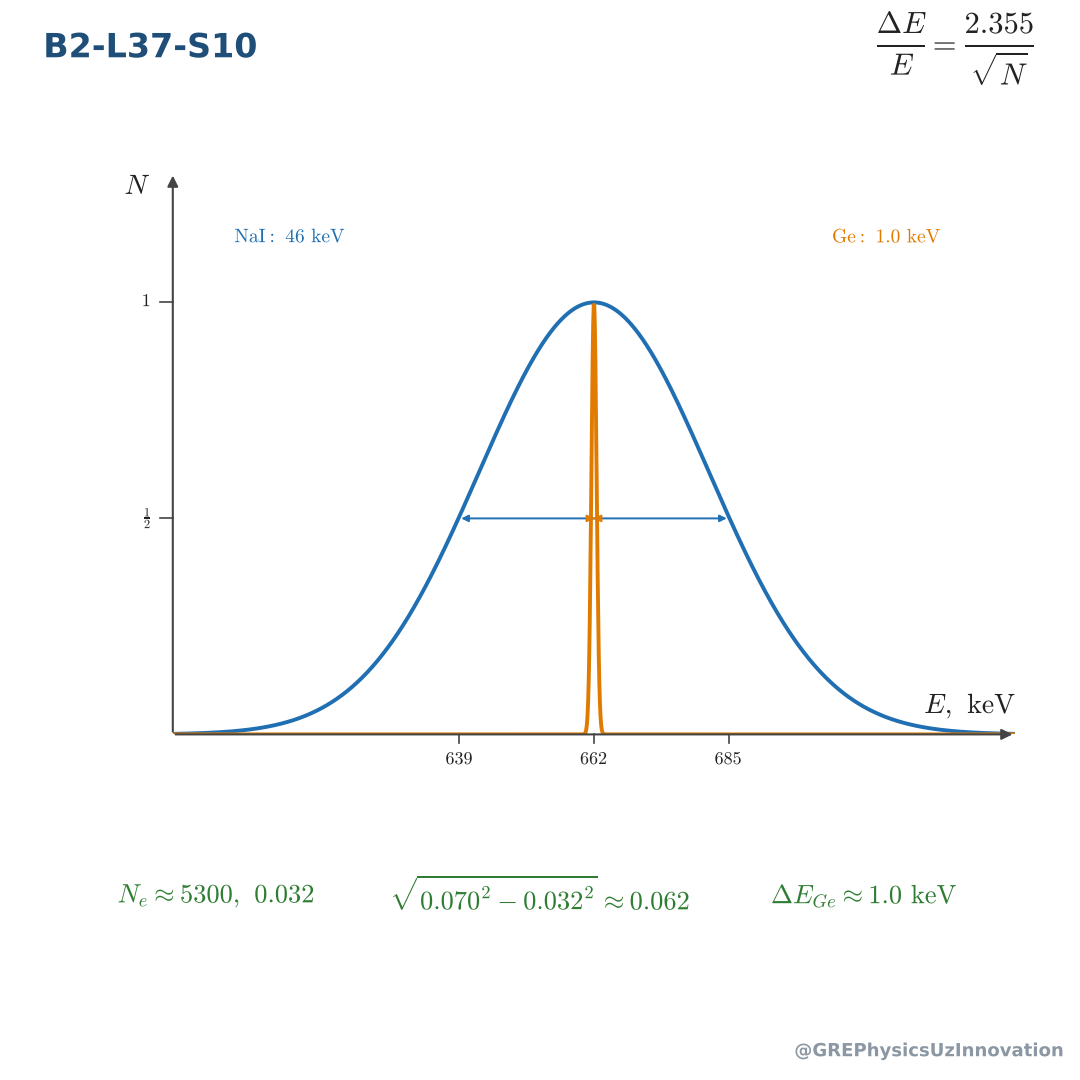 B2-L37-S10
ΔE/E = 2.355/√N
N
NaI: 46 keV
Ge: 1.0 keV
1
1/2
E, keV
639 662 685
Nₑ ≈ 5300, 0.032
√(0.070² − 0.032²) ≈ 0.062
ΔE_Ge ≈ 1.0 keV
@GREPhysicsUzInnovation